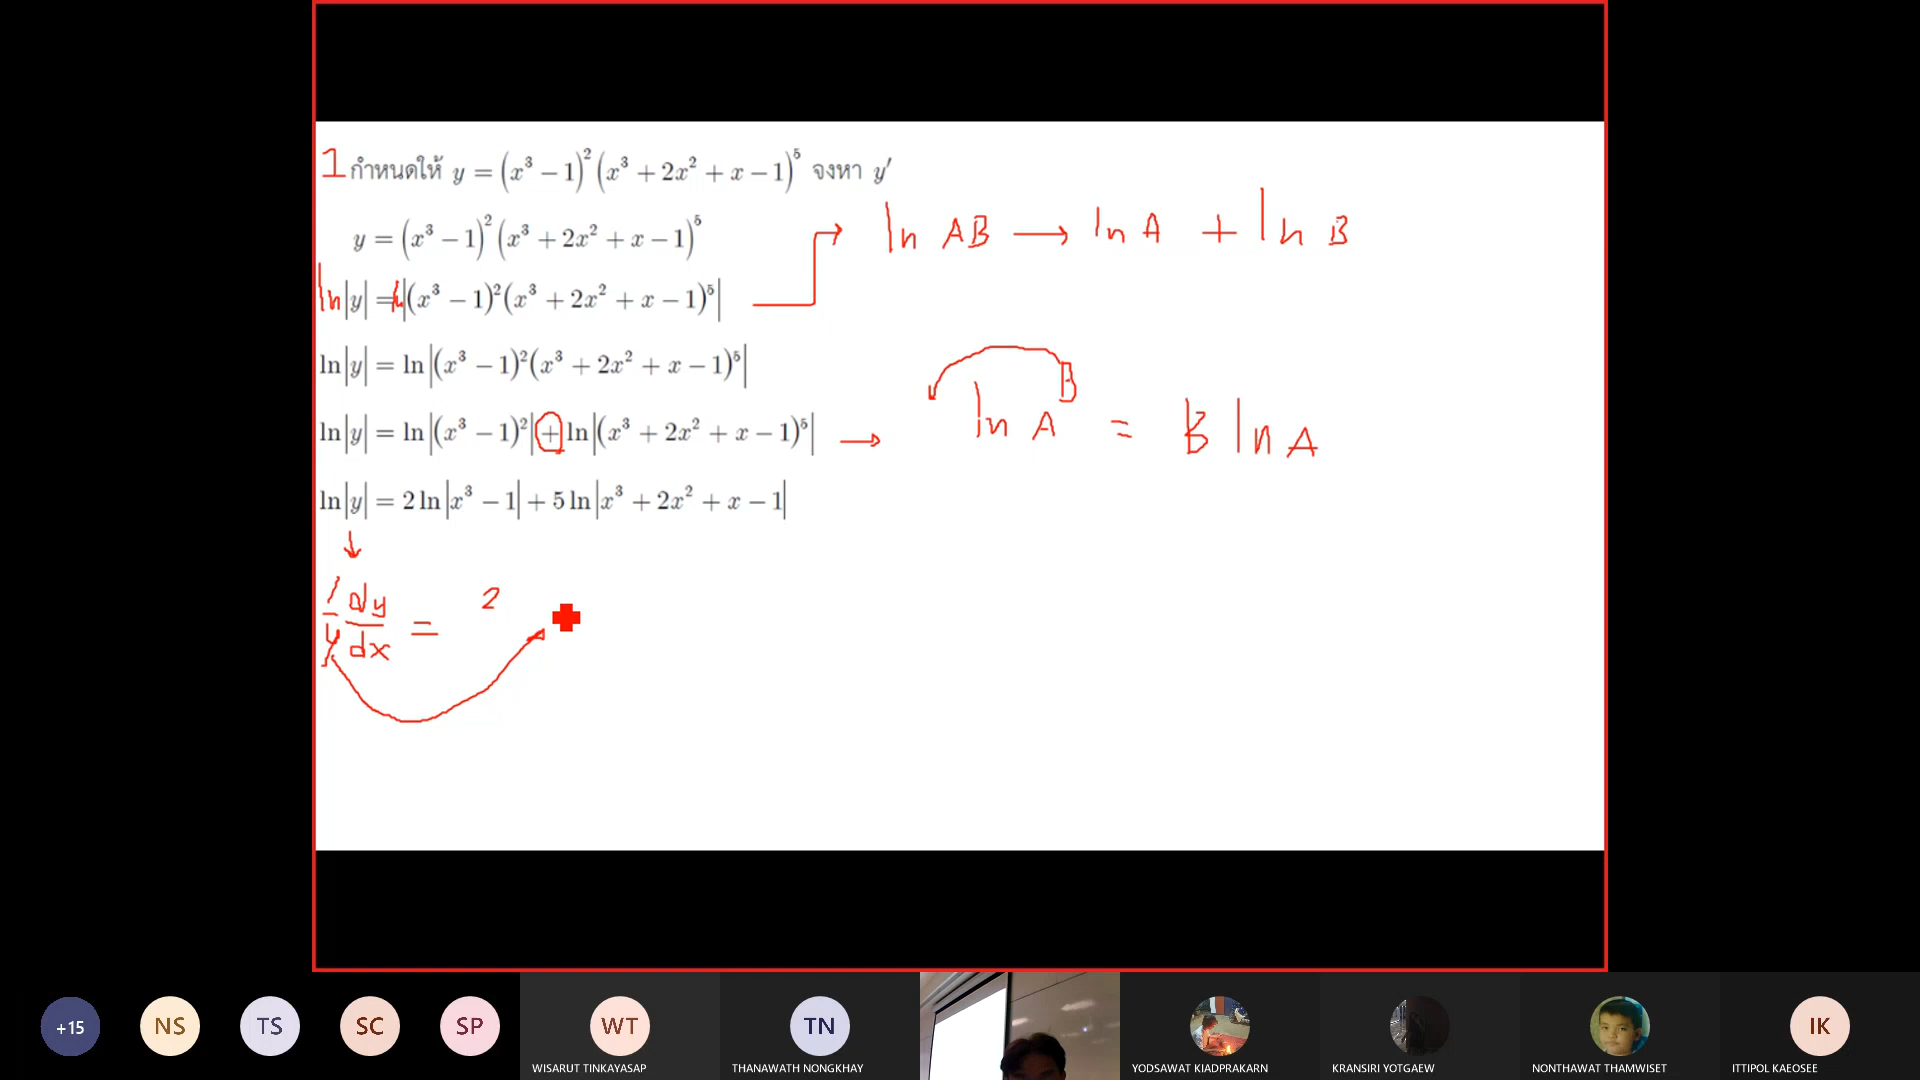 1 กำหนดให้ y = (x³ − 1)² (x³ + 2x² + x − 1)⁵ จงหา y′
y = (x³ − 1)² (x³ + 2x² + x − 1)⁵
ln AB → ln A + ln B
ln|y| = |(x³ − 1)²(x³ + 2x² + x − 1)⁵|
ln|y| = ln|(x³ − 1)²(x³ + 2x² + x − 1)⁵|
ln|y| = ln|(x³ − 1)²| + ln|(x³ + 2x² + x − 1)⁵| → ln Aᴮ = B ln A
ln|y| = 2 ln|x³ − 1| + 5 ln|x³ + 2x² + x − 1|
1/y dy/dx = 2
+15 NS TS SC SP WT TN IK
WISARUT TINKAYASAP THANAWATH NONGKHAY YODSAWAT KIADPRAKARN KRANSIRI YOTGAEW NONTHAWAT THAMWISET ITTIPOL KAEOSEE